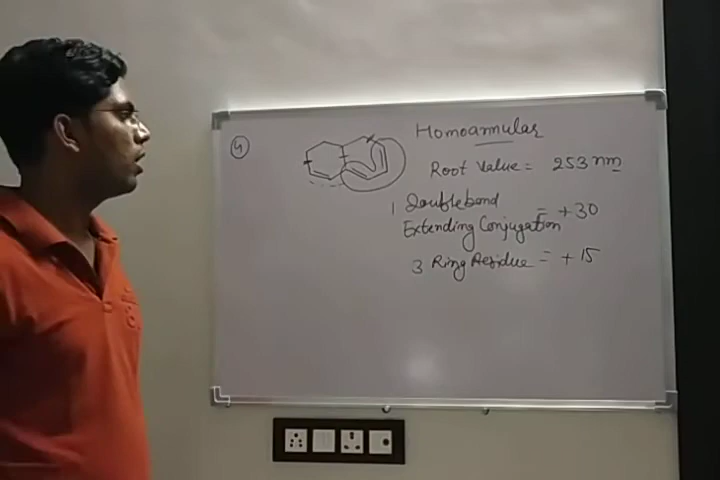 4
Homoannular
Root Value = 253 nm
1 Doublebond
Extending Conjugation = +30
3 Ring Residue = + 15